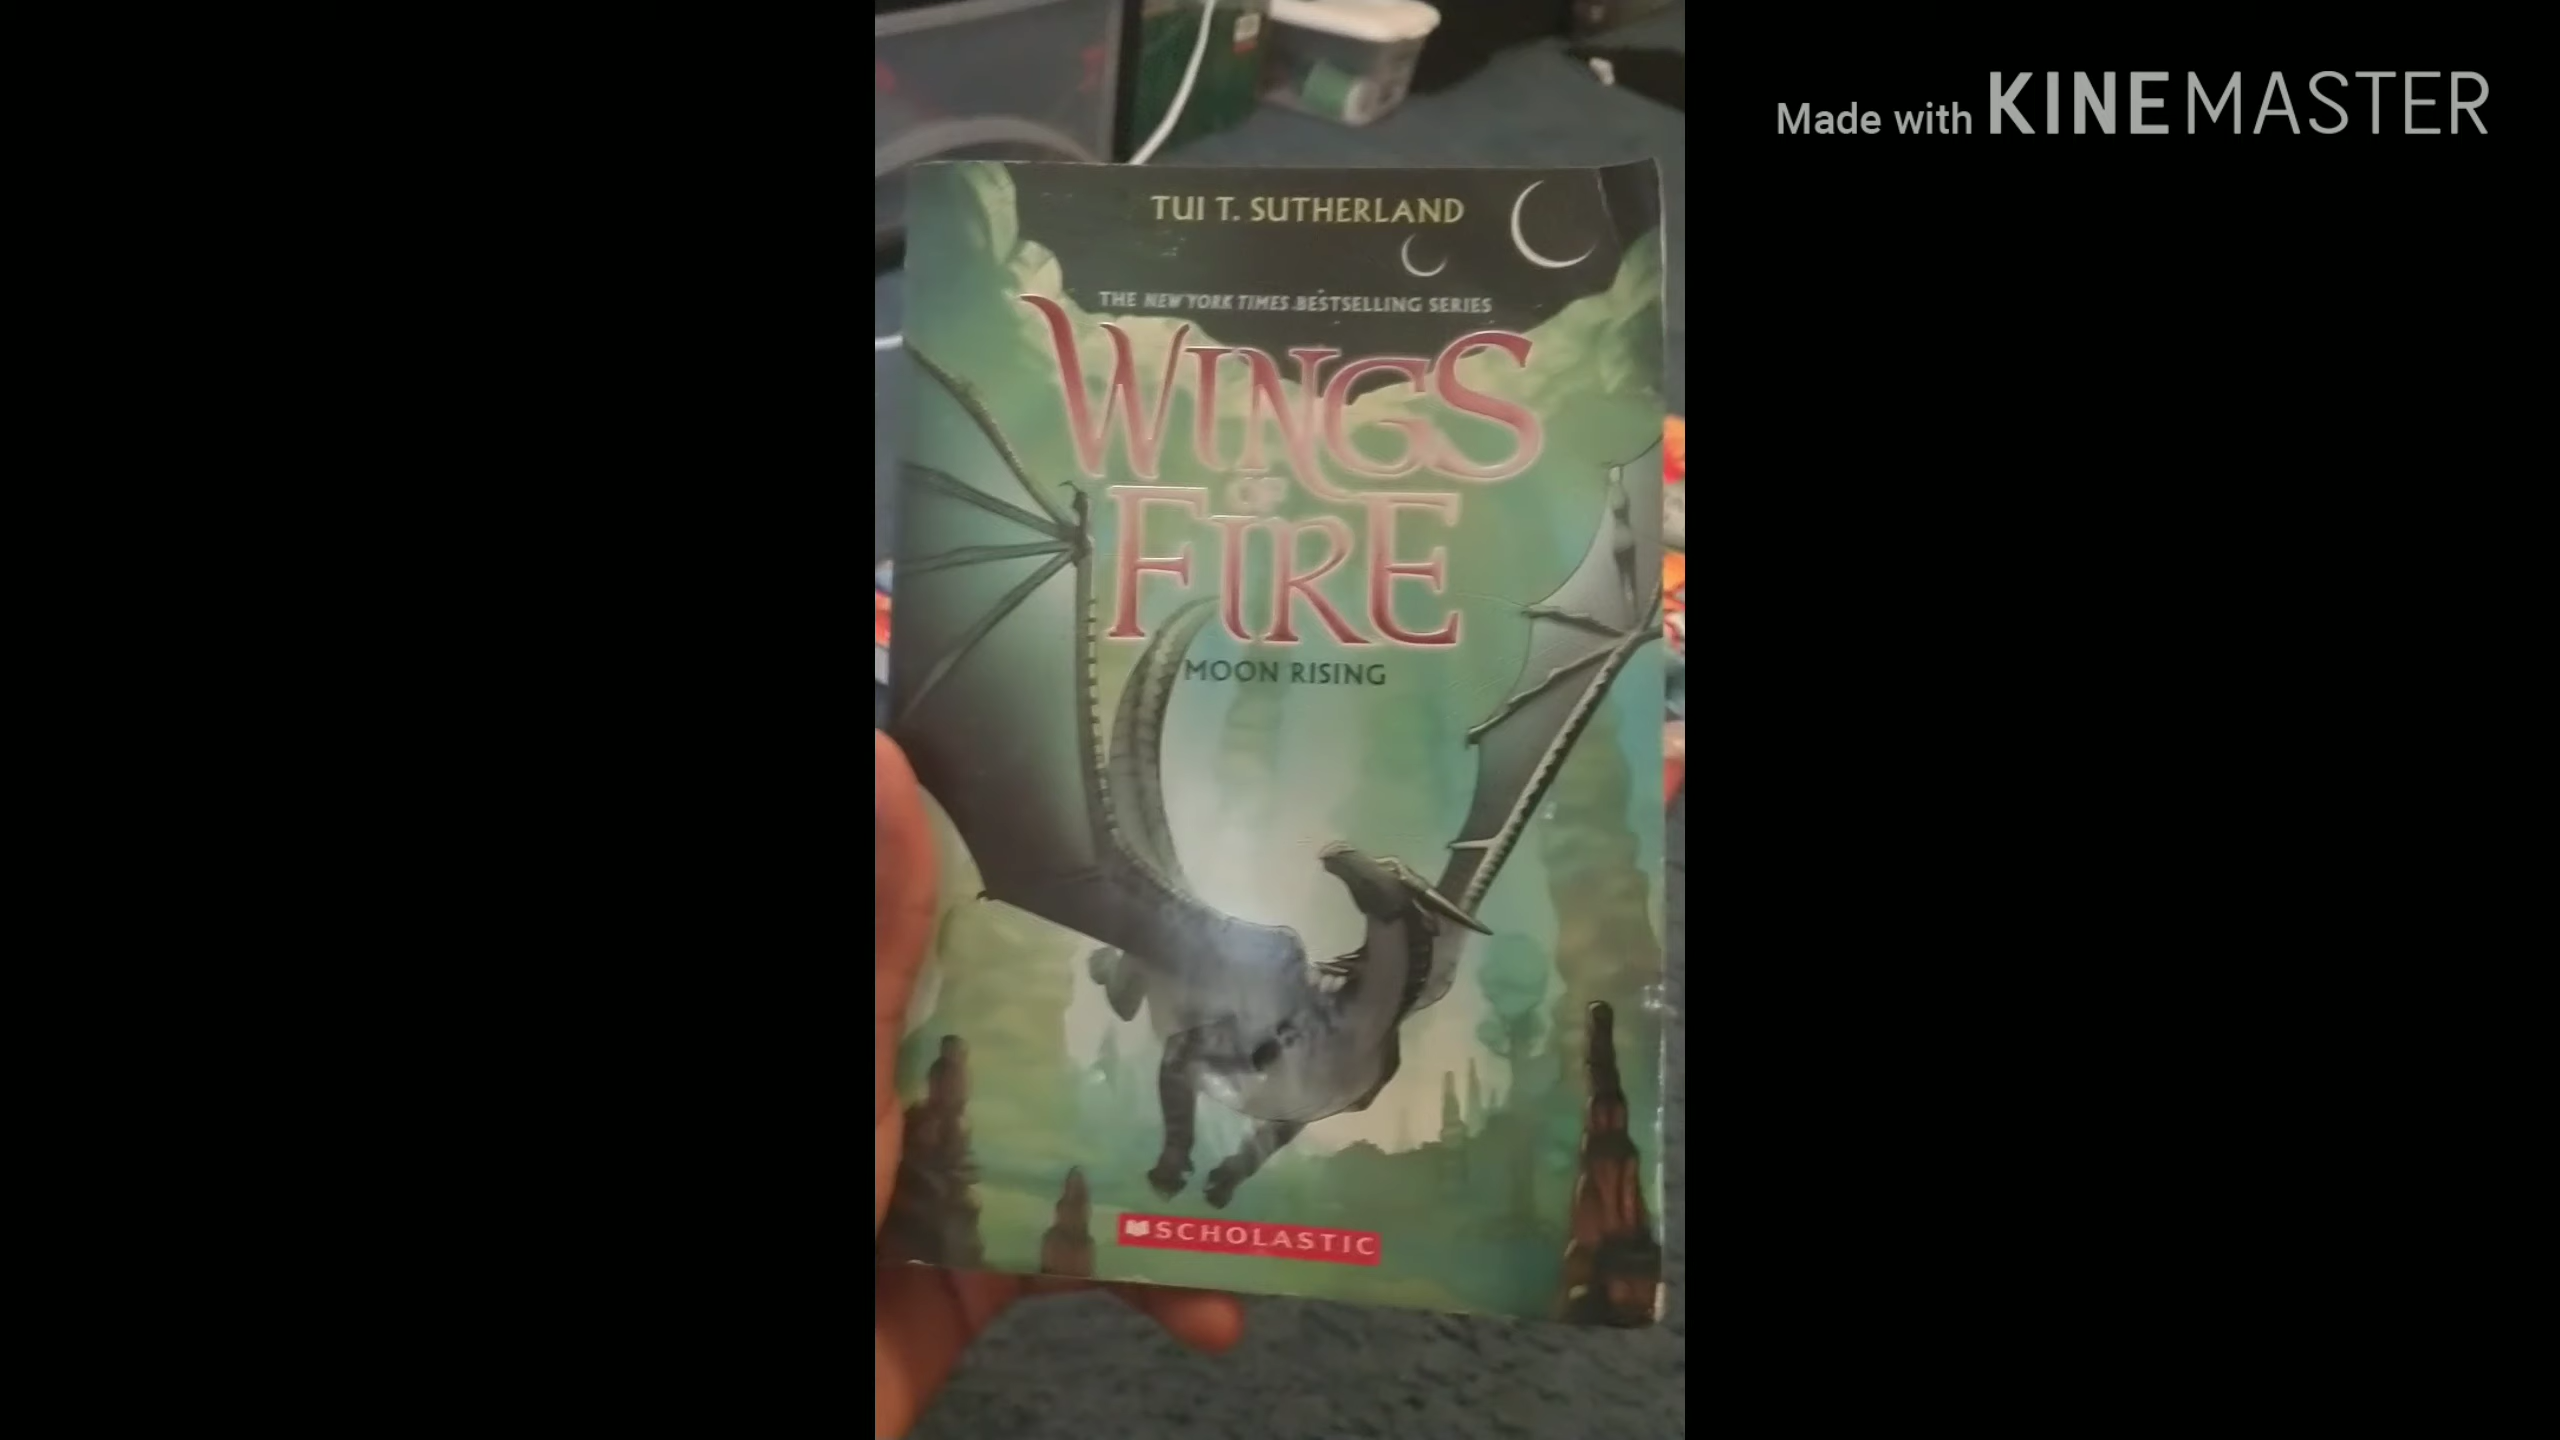 Made with KINEMASTER
TUI T. SUTHERLAND
THE NEW YORK TIMES BESTSELLING SERIES
WINGS
OF
FIRE
MOON RISING
SCHOLASTIC